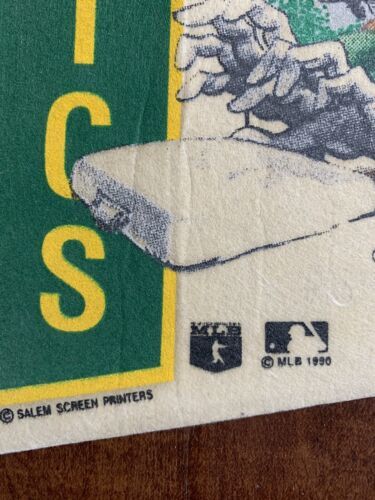 I
C
S
MLB
© MLB 1990
© SALEM SCREEN PRINTERS